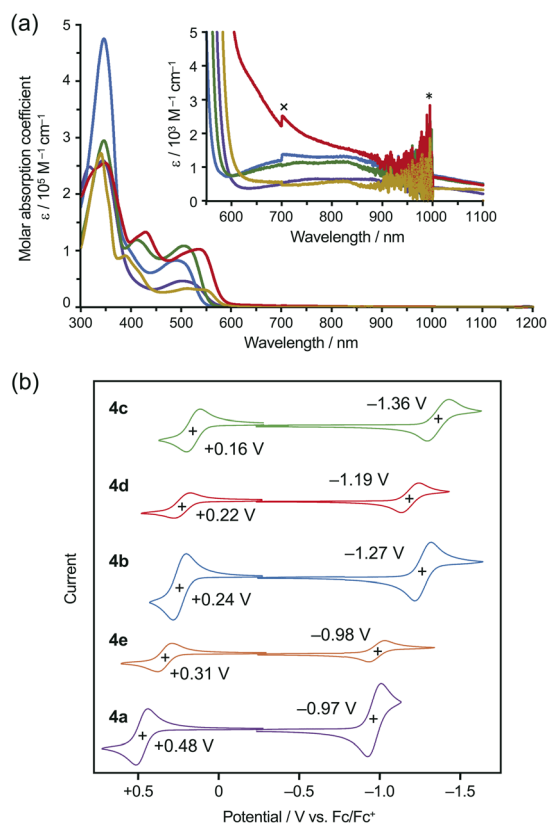 (a)
Molar absorption coefficient
ε / 10⁵ M⁻¹ cm⁻¹
5
4
3
2
1
0
300 400 500 600 700 800 900 1000 1100 1200
Wavelength / nm
ε / 10³ M⁻¹ cm⁻¹
5
4
3
2
1
0
×
*
600 700 800 900 1000 1100
Wavelength / nm
(b)
Current
4c
–1.36 V
+0.16 V
4d
–1.19 V
+0.22 V
4b
–1.27 V
+0.24 V
4e
–0.98 V
+0.31 V
4a
–0.97 V
+0.48 V
+0.5 0 –0.5 –1.0 –1.5
Potential / V vs. Fc/Fc⁺